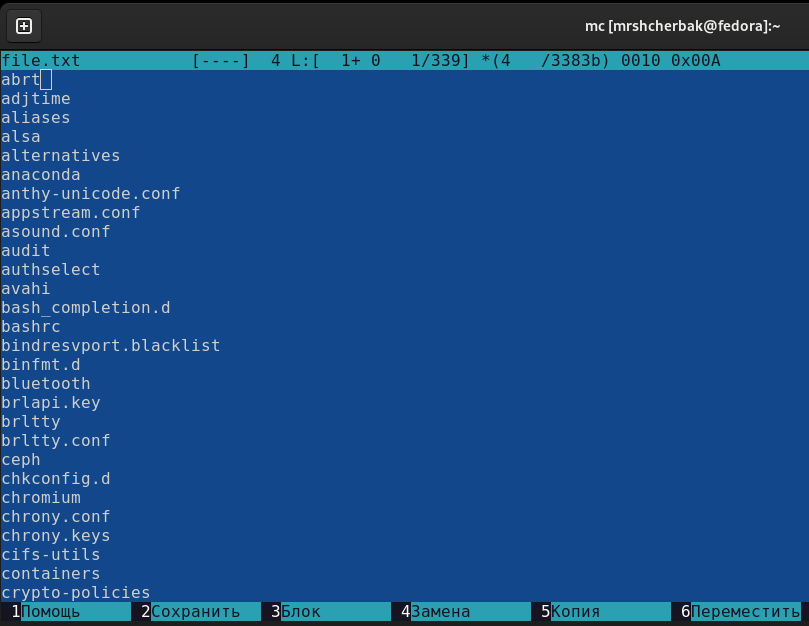 mc [mrshcherbak@fedora]:~
file.txt [----] 4 L:[ 1+ 0 1/339] *(4 /3383b) 0010 0x00A
abrt
adjtime
aliases
alsa
alternatives
anaconda
anthy-unicode.conf
appstream.conf
asound.conf
audit
authselect
avahi
bash_completion.d
bashrc
bindresvport.blacklist
binfmt.d
bluetooth
brlapi.key
brltty
brltty.conf
ceph
chkconfig.d
chromium
chrony.conf
chrony.keys
cifs-utils
containers
crypto-policies
1Помощь 2Сохранить 3Блок 4Замена 5Копия 6Переместить